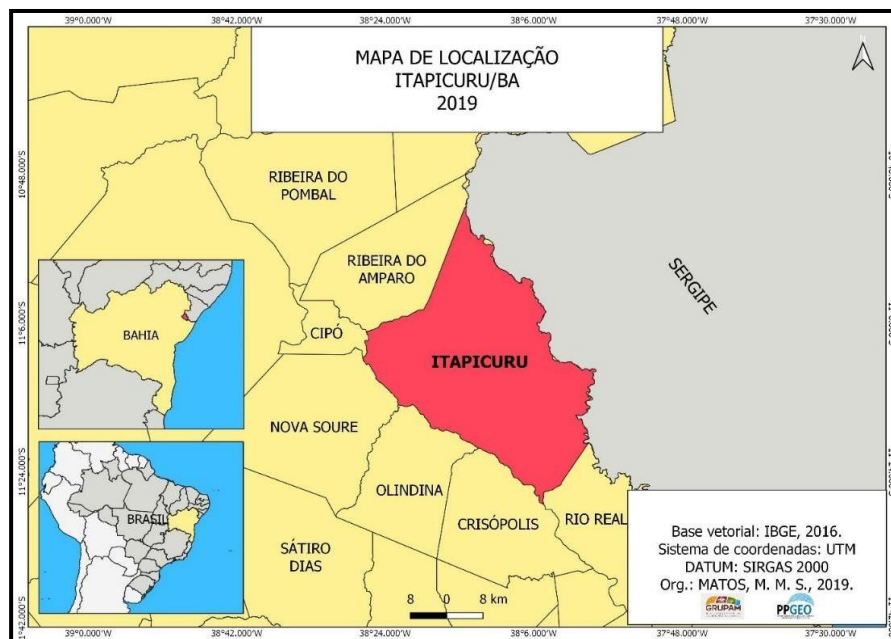 39°0.000'W
38°42.000'W
38°24.000'W
38°6.000'W
37°48.000'W
37°30.000'W
MAPA DE LOCALIZAÇÃO
ITAPICURU/BA
2019
N
10°48.000'S
RIBEIRA DO
POMBAL
RIBEIRA DO
AMPARO
SERGIPE
11°6.000'S
BAHIA
CIPÓ
ITAPICURU
NOVA SOURE
11°24.000'S
OLINDINA
BRASIL
CRISÓPOLIS
RIO REAL
SÁTIRO
DIAS
Base vetorial: IBGE, 2016.
Sistema de coordenadas: UTM
DATUM: SIRGAS 2000
Org.: MATOS, M. M. S., 2019.
GRUPAM
PPGEO
8 0 8 km
11°42.000'S
39°0.000'W
38°42.000'W
38°24.000'W
38°6.000'W
37°48.000'W
37°30.000'W